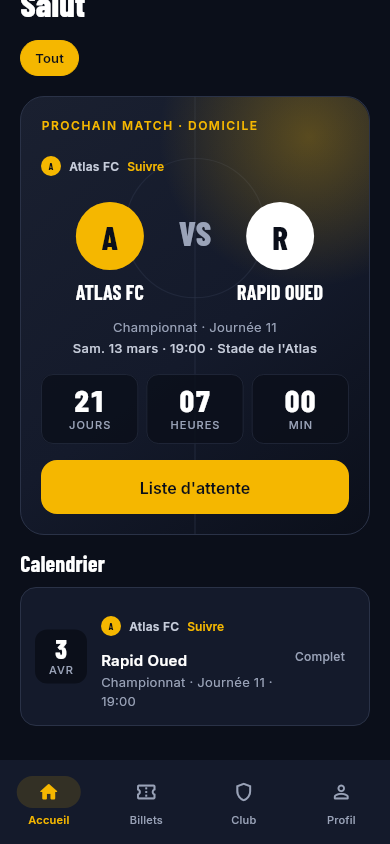 Salut
Tout
PROCHAIN MATCH · DOMICILE
A Atlas FC Suivre
A VS R
ATLAS FC RAPID OUED
Championnat · Journée 11
Sam. 13 mars · 19:00 · Stade de l'Atlas
21 07 00
JOURS HEURES MIN
Liste d'attente
Calendrier
A Atlas FC Suivre
3 AVR
Rapid Oued
Complet
Championnat · Journée 11 ·
19:00
Accueil Billets Club Profil